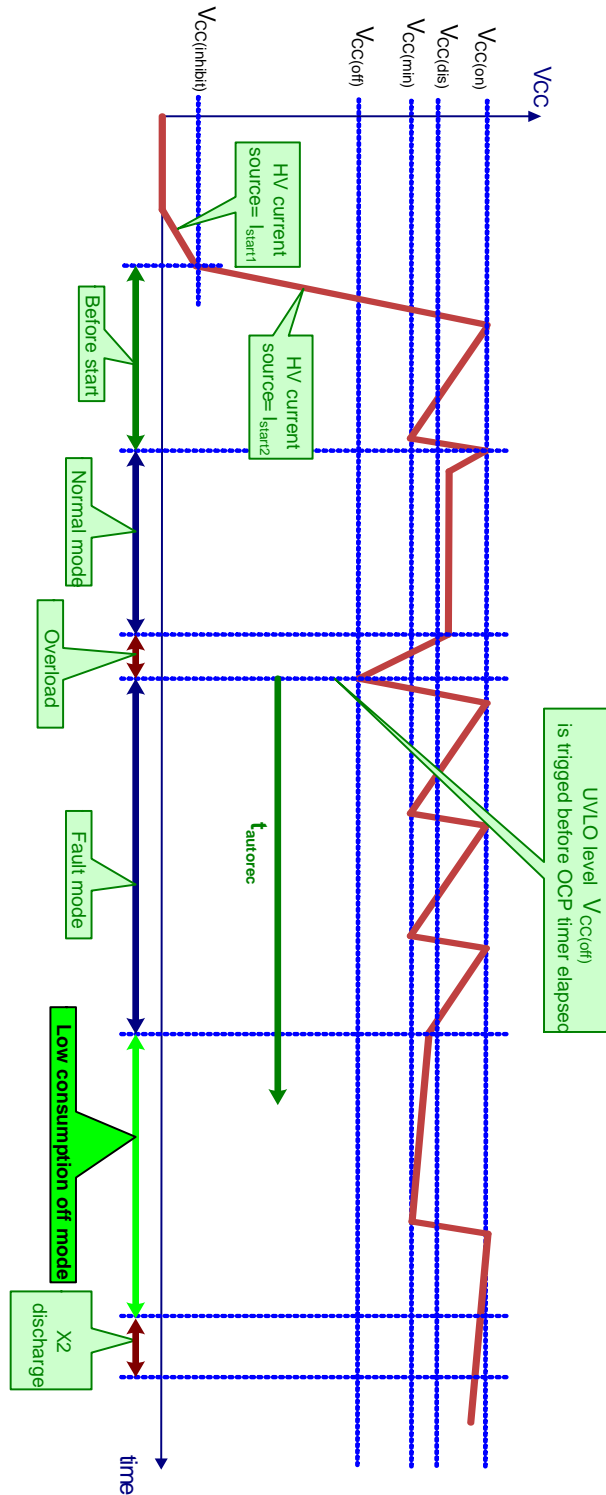 VCC
VCC(on)
VCC(dis)
VCC(min)
VCC(off)
VCC(inhibit)
HV current
source= Istart1
HV current
source= Istart2
UVLO level VCC(off)
is trigged before OCP timer elapsed
tautorec
Before start
Normal mode
Overload
Fault mode
Low consumption off mode
X2
discharge
time